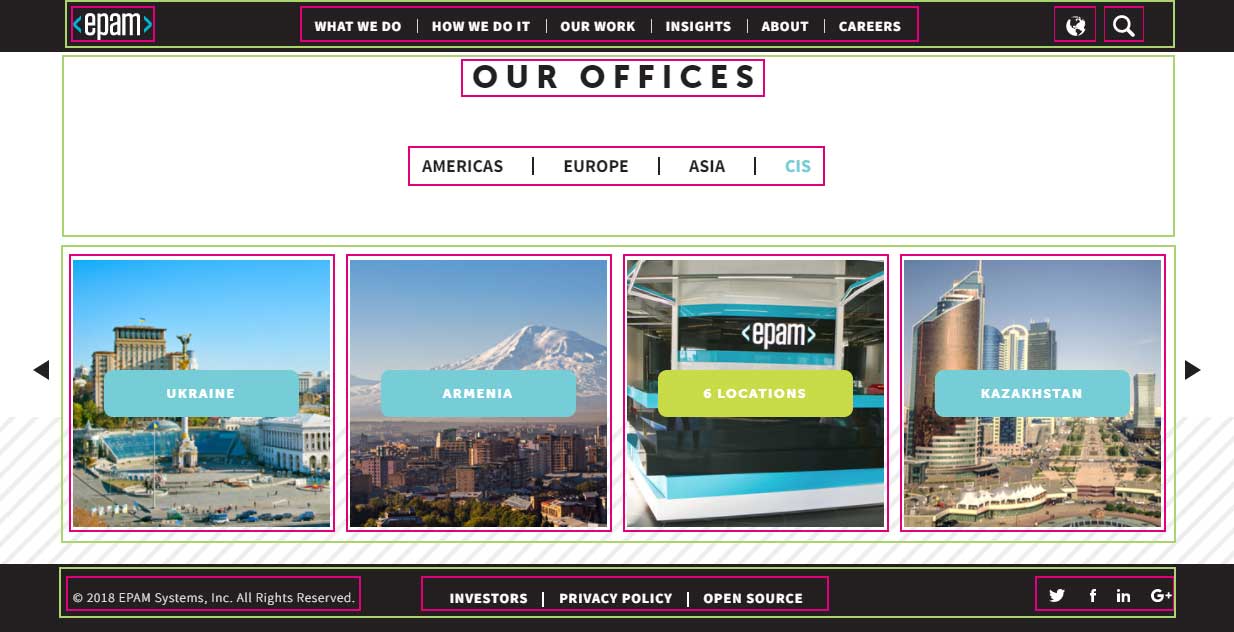 <epam>
WHAT WE DO | HOW WE DO IT | OUR WORK | INSIGHTS | ABOUT | CAREERS
OUR OFFICES
AMERICAS | EUROPE | ASIA | CIS
<epam>
UKRAINE
ARMENIA
6 LOCATIONS
KAZAKHSTAN
© 2018 EPAM Systems, Inc. All Rights Reserved.
INVESTORS | PRIVACY POLICY | OPEN SOURCE
f in G+